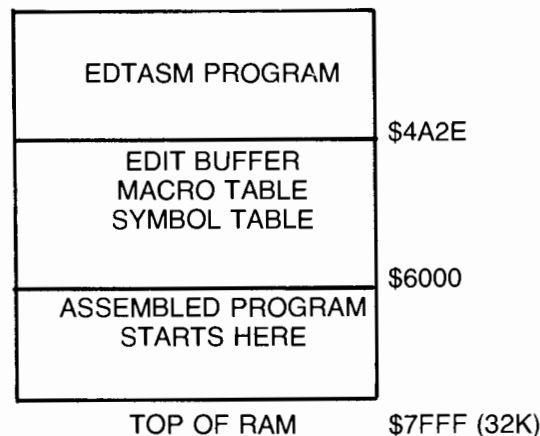 EDTASM PROGRAM
$4A2E
EDIT BUFFER
MACRO TABLE
SYMBOL TABLE
$6000
ASSEMBLED PROGRAM
STARTS HERE
TOP OF RAM $7FFF (32K)